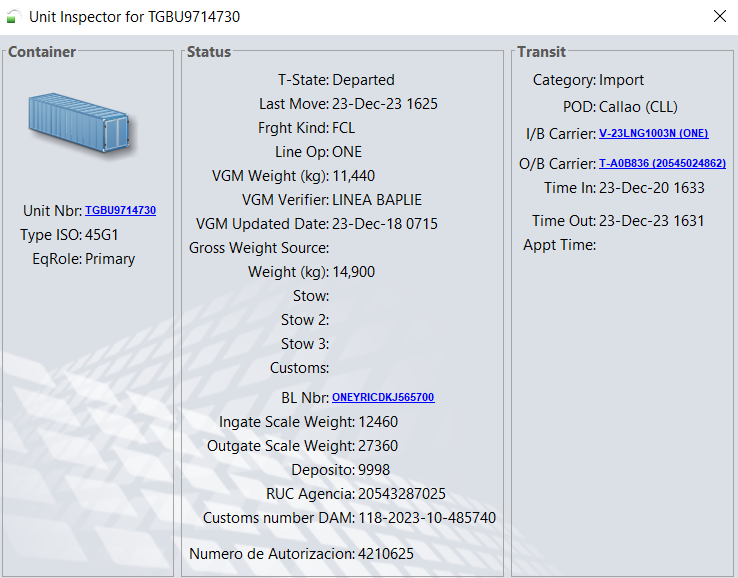 Unit Inspector for TGBU9714730
Container
Unit Nbr: TGBU9714730
Type ISO: 45G1
EqRole: Primary
Status
T-State: Departed
Last Move: 23-Dec-23 1625
Frght Kind: FCL
Line Op: ONE
VGM Weight (kg): 11,440
VGM Verifier: LINEA BAPLIE
VGM Updated Date: 23-Dec-18 0715
Gross Weight Source:
Weight (kg): 14,900
Stow:
Stow 2:
Stow 3:
Customs:
BL Nbr: ONEYRICDKJ565700
Ingate Scale Weight: 12460
Outgate Scale Weight: 27360
Deposito: 9998
RUC Agencia: 20543287025
Customs number DAM: 118-2023-10-485740
Numero de Autorizacion: 4210625
Transit
Category: Import
POD: Callao (CLL)
I/B Carrier: V-23LNG1003N (ONE)
O/B Carrier: T-A0B836 (20545024862)
Time In: 23-Dec-20 1633
Time Out: 23-Dec-23 1631
Appt Time: